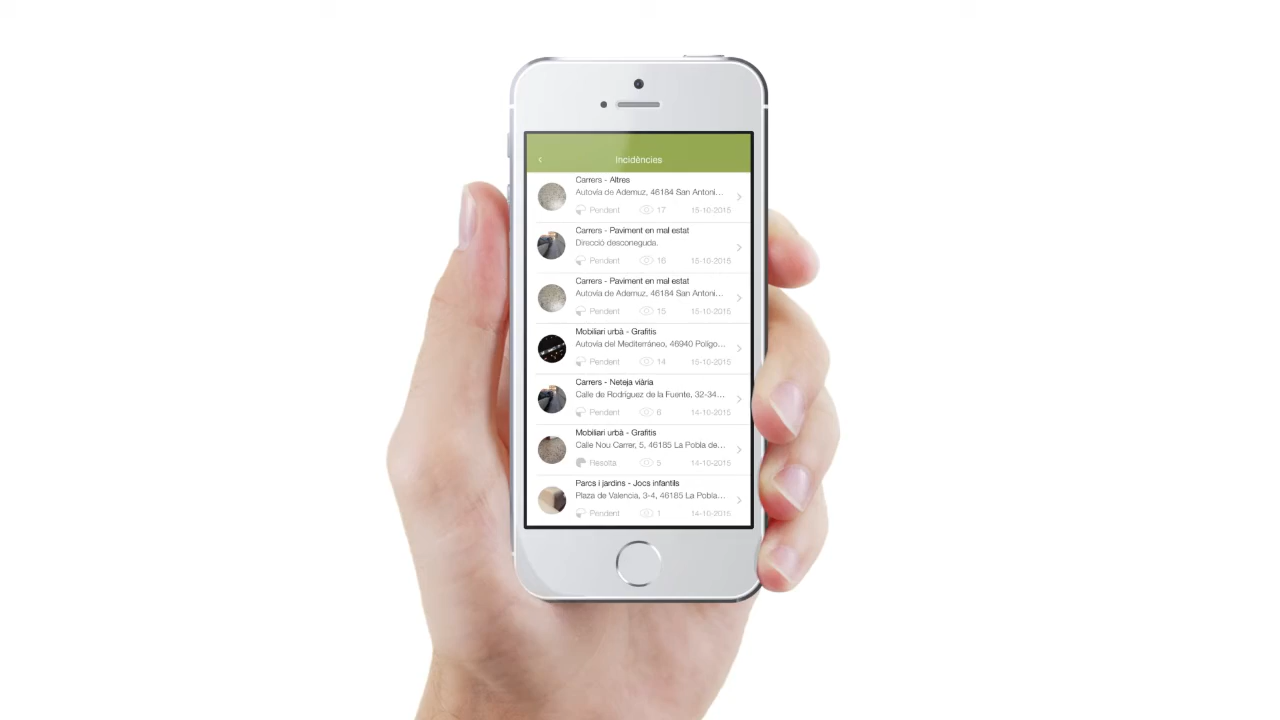 Incidències
Carrers - Altres
Autovía de Ademuz, 46184 San Antoni...
Pendent 17 15-10-2015
Carrers - Paviment en mal estat
Direcció desconeguda.
Pendent 16 15-10-2015
Carrers - Paviment en mal estat
Autovía de Ademuz, 46184 San Antoni...
Pendent 15 15-10-2015
Mobiliari urbà - Grafitis
Autovía del Mediterráneo, 46940 Polígo...
Pendent 14 15-10-2015
Carrers - Neteja viària
Calle de Rodríguez de la Fuente, 32-34...
Pendent 6 14-10-2015
Mobiliari urbà - Grafitis
Calle Nou Carrer, 5, 46185 La Pobla de...
Resolta 5 14-10-2015
Parcs i jardins - Jocs infantils
Plaza de Valencia, 3-4, 46185 La Pobla...
Pendent 1 14-10-2015